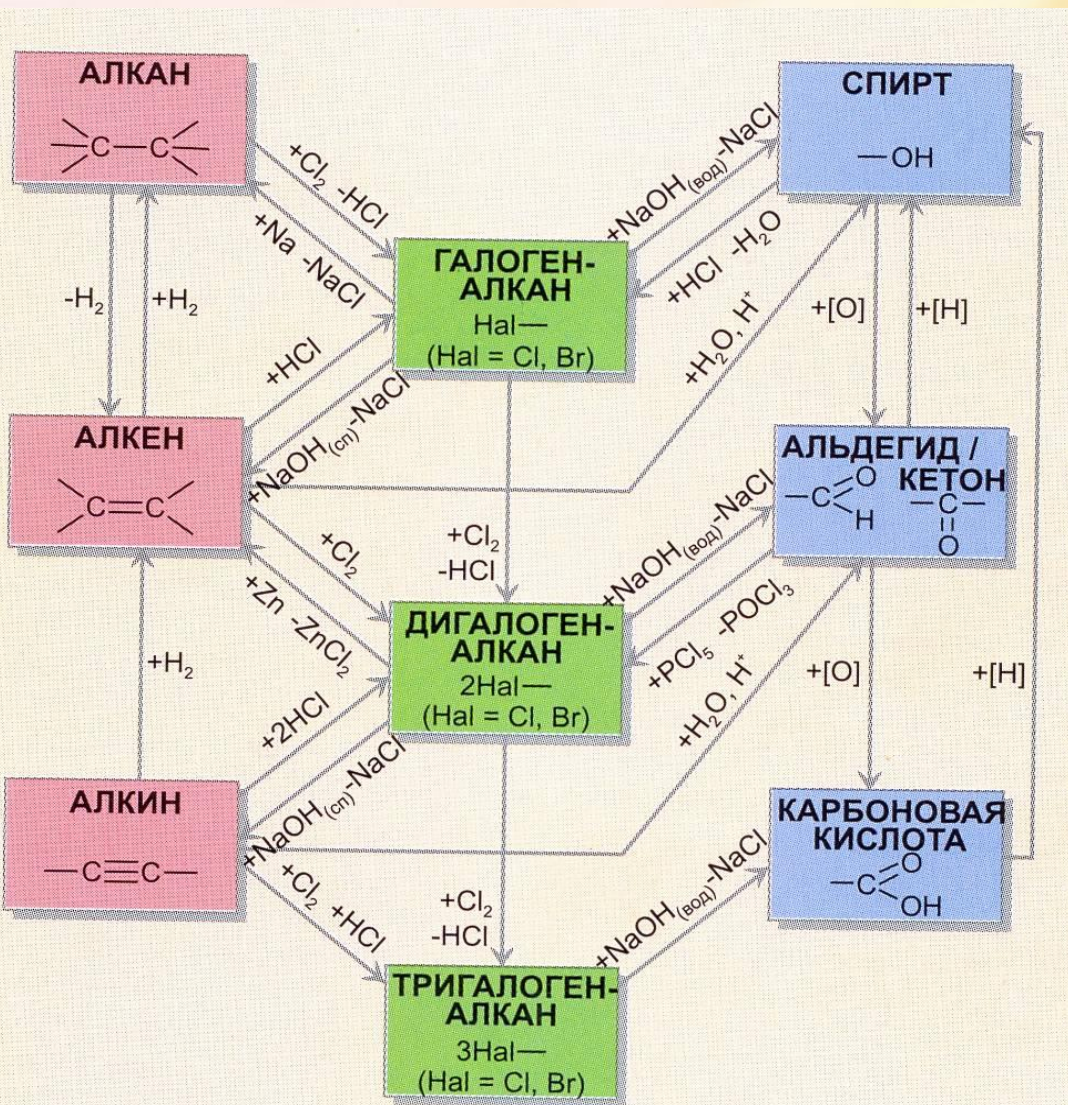 АЛКАН
C—C
СПИРТ
—OH
+Cl₂ -HCl
+Na -NaCl
+NaOH(вод)-NaCl
+HCl -H₂O
ГАЛОГЕН-
АЛКАН
Hal—
(Hal = Cl, Br)
-H₂
+H₂
+HCl
+NaOH(сп)-NaCl
+H₂O, H⁺
+[O]
+[H]
АЛКЕН
C=C
АЛЬДЕГИД /
КЕТОН
—C
O
H
—C—
O
+Cl₂
+Zn -ZnCl₂
+Cl₂
-HCl
+NaOH(вод)-NaCl
+PCl₅ -POCl₃
ДИГАЛОГЕН-
АЛКАН
2Hal—
(Hal = Cl, Br)
+H₂
+2HCl
+NaOH(сп)-NaCl
+H₂O, H⁺
+[O]
+[H]
АЛКИН
—C≡C—
КАРБОНОВАЯ
КИСЛОТА
—C
O
OH
+Cl₂ +HCl
+Cl₂
-HCl
+NaOH(вод)-NaCl
ТРИГАЛОГЕН-
АЛКАН
3Hal—
(Hal = Cl, Br)